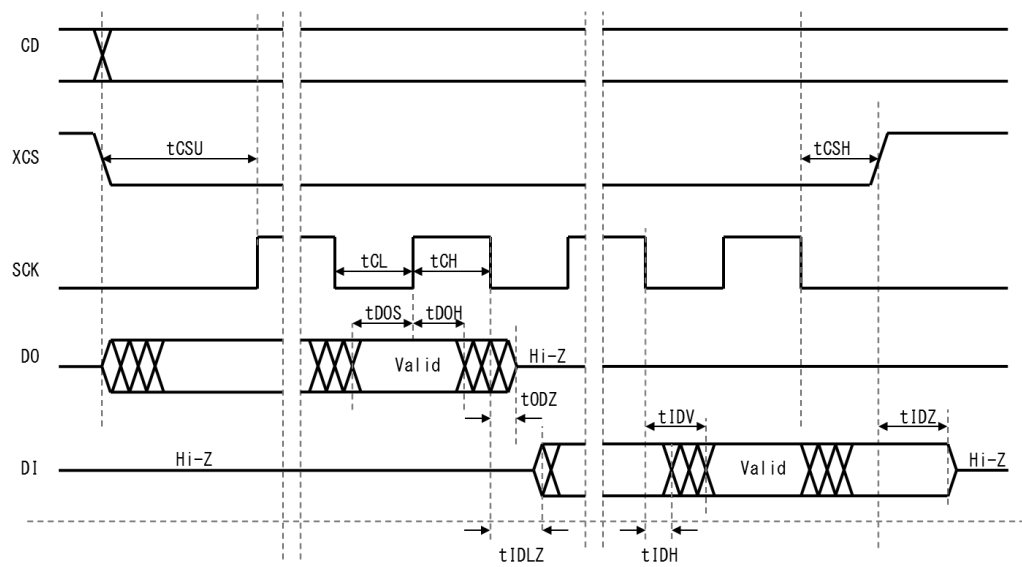 CD
XCS
tCSU
tCSH
SCK
tCL
tCH
tDOS
tDOH
DO
Valid
Hi-Z
tODZ
tIDV
tIDZ
DI
Hi-Z
Valid
Hi-Z
tIDLZ
tIDH